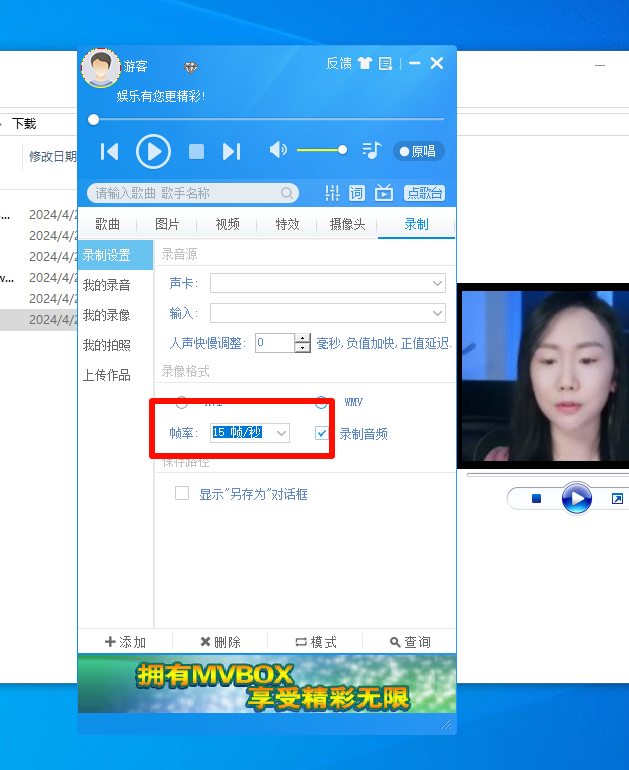 游客
反馈
娱乐有您更精彩!
下载
修改日期
原唱
请输入歌曲 歌手名称
词
点歌台
歌曲
图片
视频
特效
摄像头
录制
2024/4/2
2024/4/2
2024/4/2
2024/4/2
2024/4/2
录制设置
我的录音
我的录像
我的拍照
上传作品
录音源
声卡:
输入:
人声快慢调整: 0 毫秒,负值加快,正值延迟.
录像格式
WMV
帧率: 15 帧/秒 录制音频
保存路径
显示"另存为"对话框
添加
删除
模式
查询
拥有MVBOX
享受精彩无限